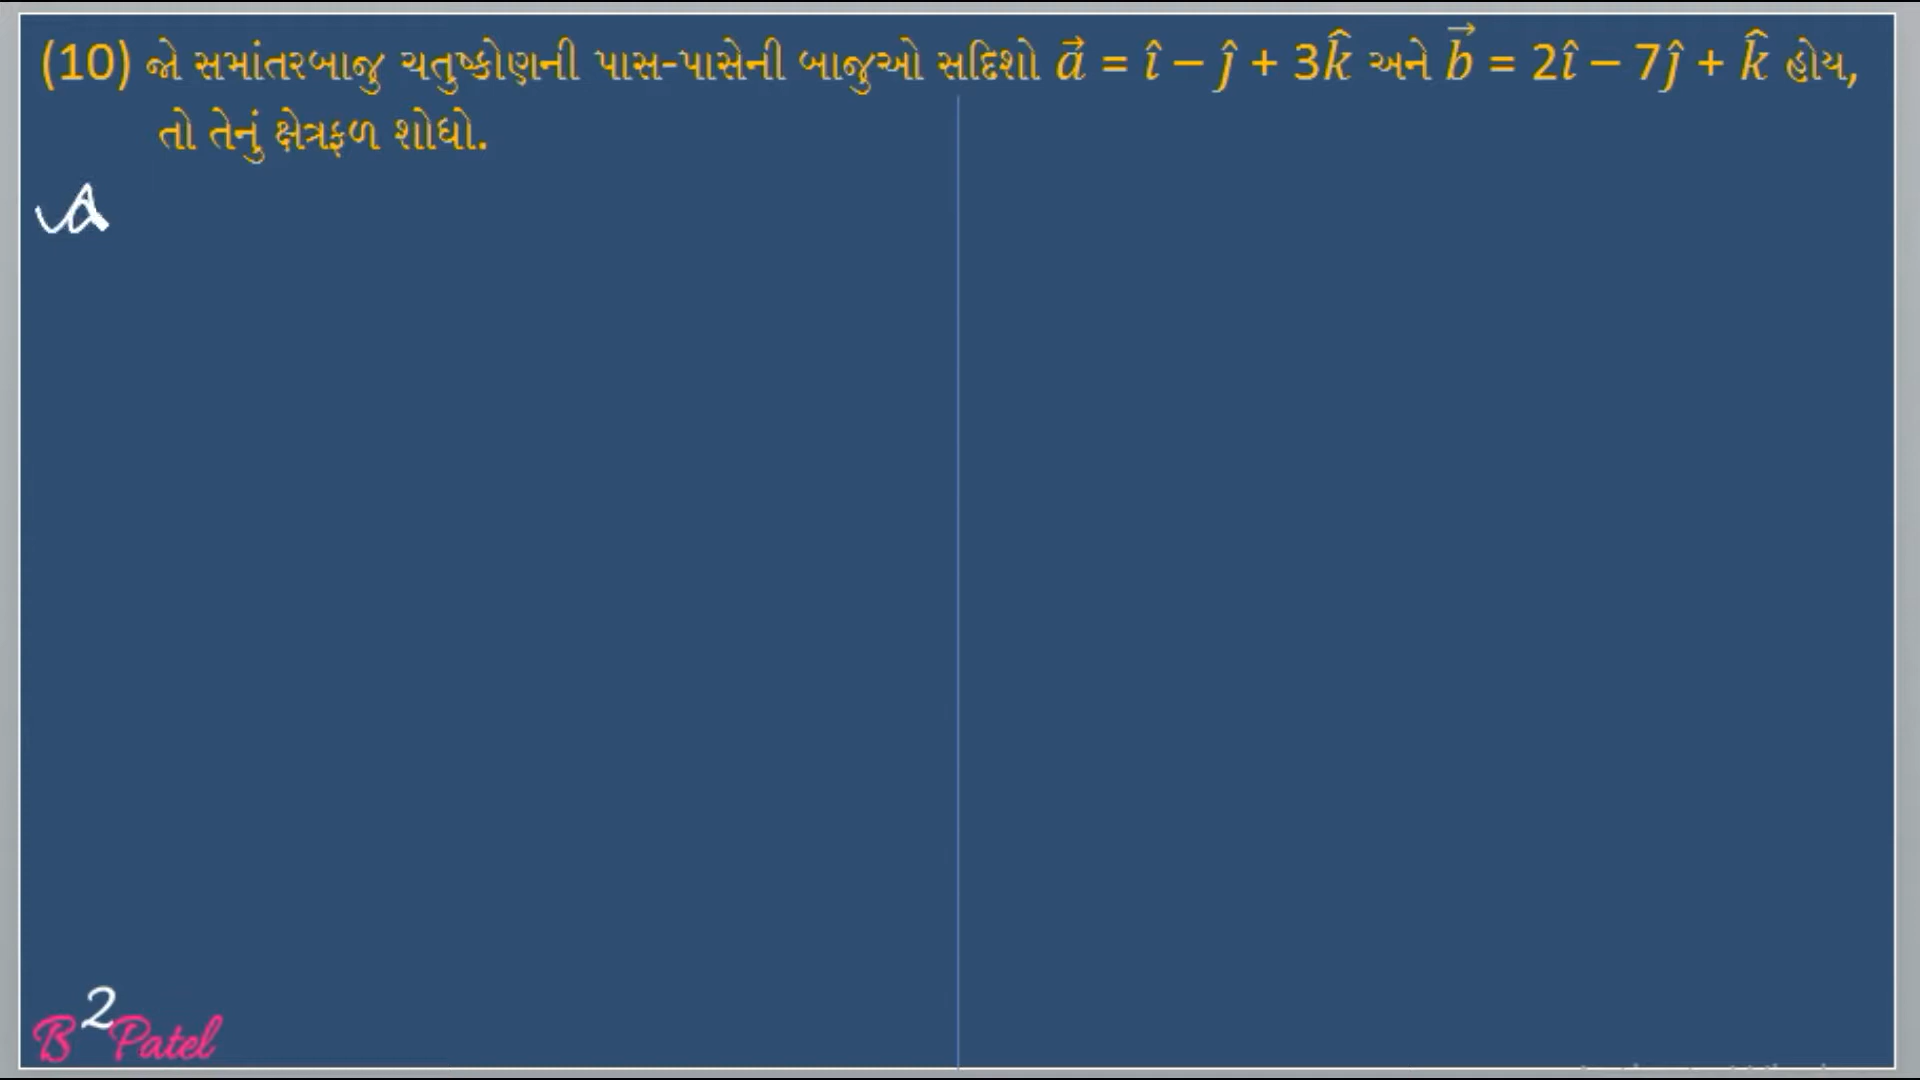 (10) જો સમાંતરબાજુ ચતુષ્કોણની પાસ-પાસેની બાજુઓ સદિશો a⃗ = î – ĵ + 3k̂ અને b⃗ = 2î – 7ĵ + k̂ હોય,
તો તેનું ક્ષેત્રફળ શોધો.
B² Patel